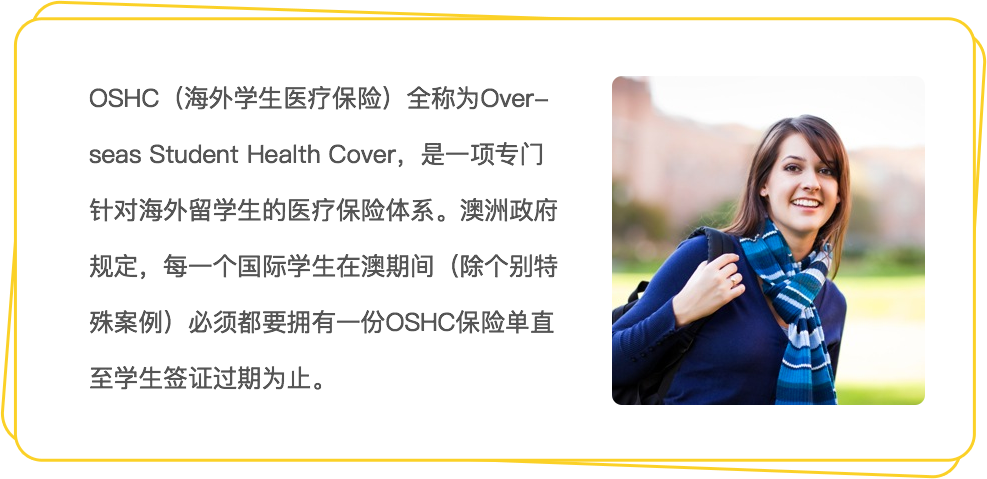 OSHC（海外学生医疗保险）全称为Over-
seas Student Health Cover，是一项专门
针对海外留学生的医疗保险体系。澳洲政府
规定，每一个国际学生在澳期间（除个别特
殊案例）必须都要拥有一份OSHC保险单直
至学生签证过期为止。